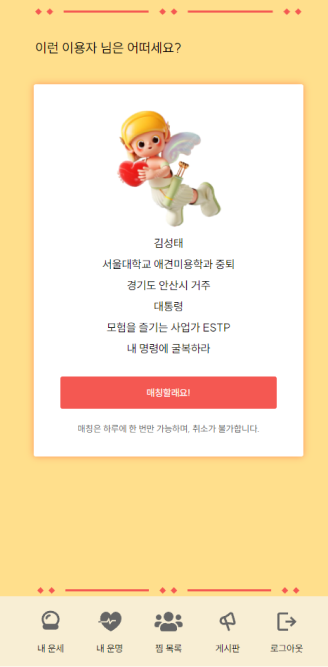 이런 이용자 님은 어떠세요?
김성태
서울대학교 애견미용학과 중퇴
경기도 안산시 거주
대통령
모험을 즐기는 사업가 ESTP
내 명령에 굴복하라
매칭할래요!
매칭은 하루에 한 번만 가능하며, 취소가 불가합니다.
내 운세 내 운명 찜 목록 게시판 로그아웃